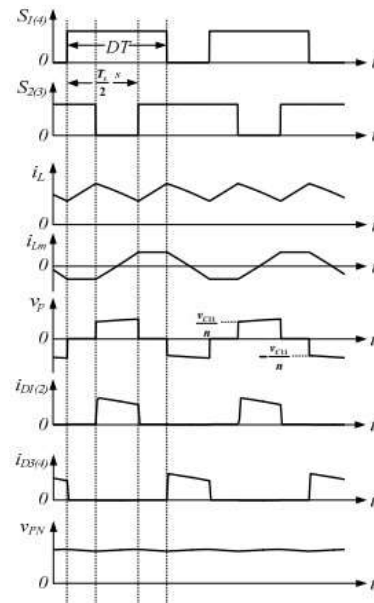 S1(4)
DT
0
t
Ts/2 s
S2(3)
0
t
iL
0
t
iLm
0
t
vp
vC11/n
0
-vC11/n
t
iD1(2)
0
t
iD3(4)
0
t
vPN
0
t